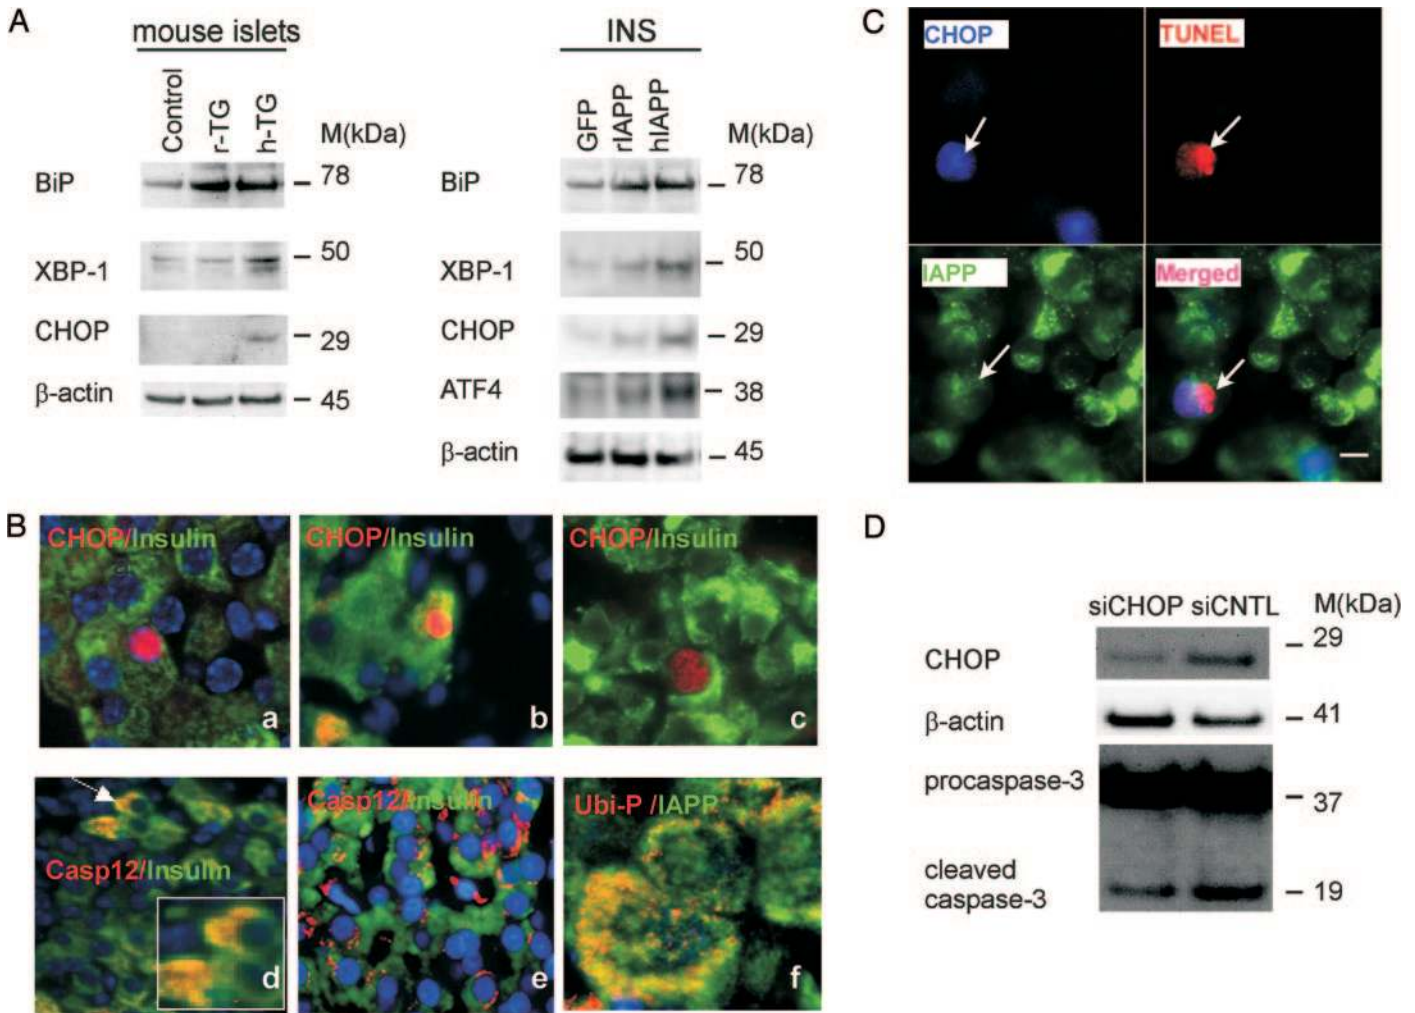 A
mouse islets
Control
r-TG
h-TG
M(kDa)
BiP
78
XBP-1
50
CHOP
29
β-actin
45
INS
GFP
rIAPP
hIAPP
M(kDa)
BiP
78
XBP-1
50
CHOP
29
ATF4
38
β-actin
45
C
CHOP
TUNEL
IAPP
Merged
B
CHOP/Insulin
a
CHOP/Insulin
b
CHOP/Insulin
c
Casp12/Insulin
d
Casp12/Insulin
e
Ubi-P /IAPP
f
D
siCHOP siCNTL M(kDa)
CHOP
29
β-actin
41
procaspase-3
37
cleaved
caspase-3
19